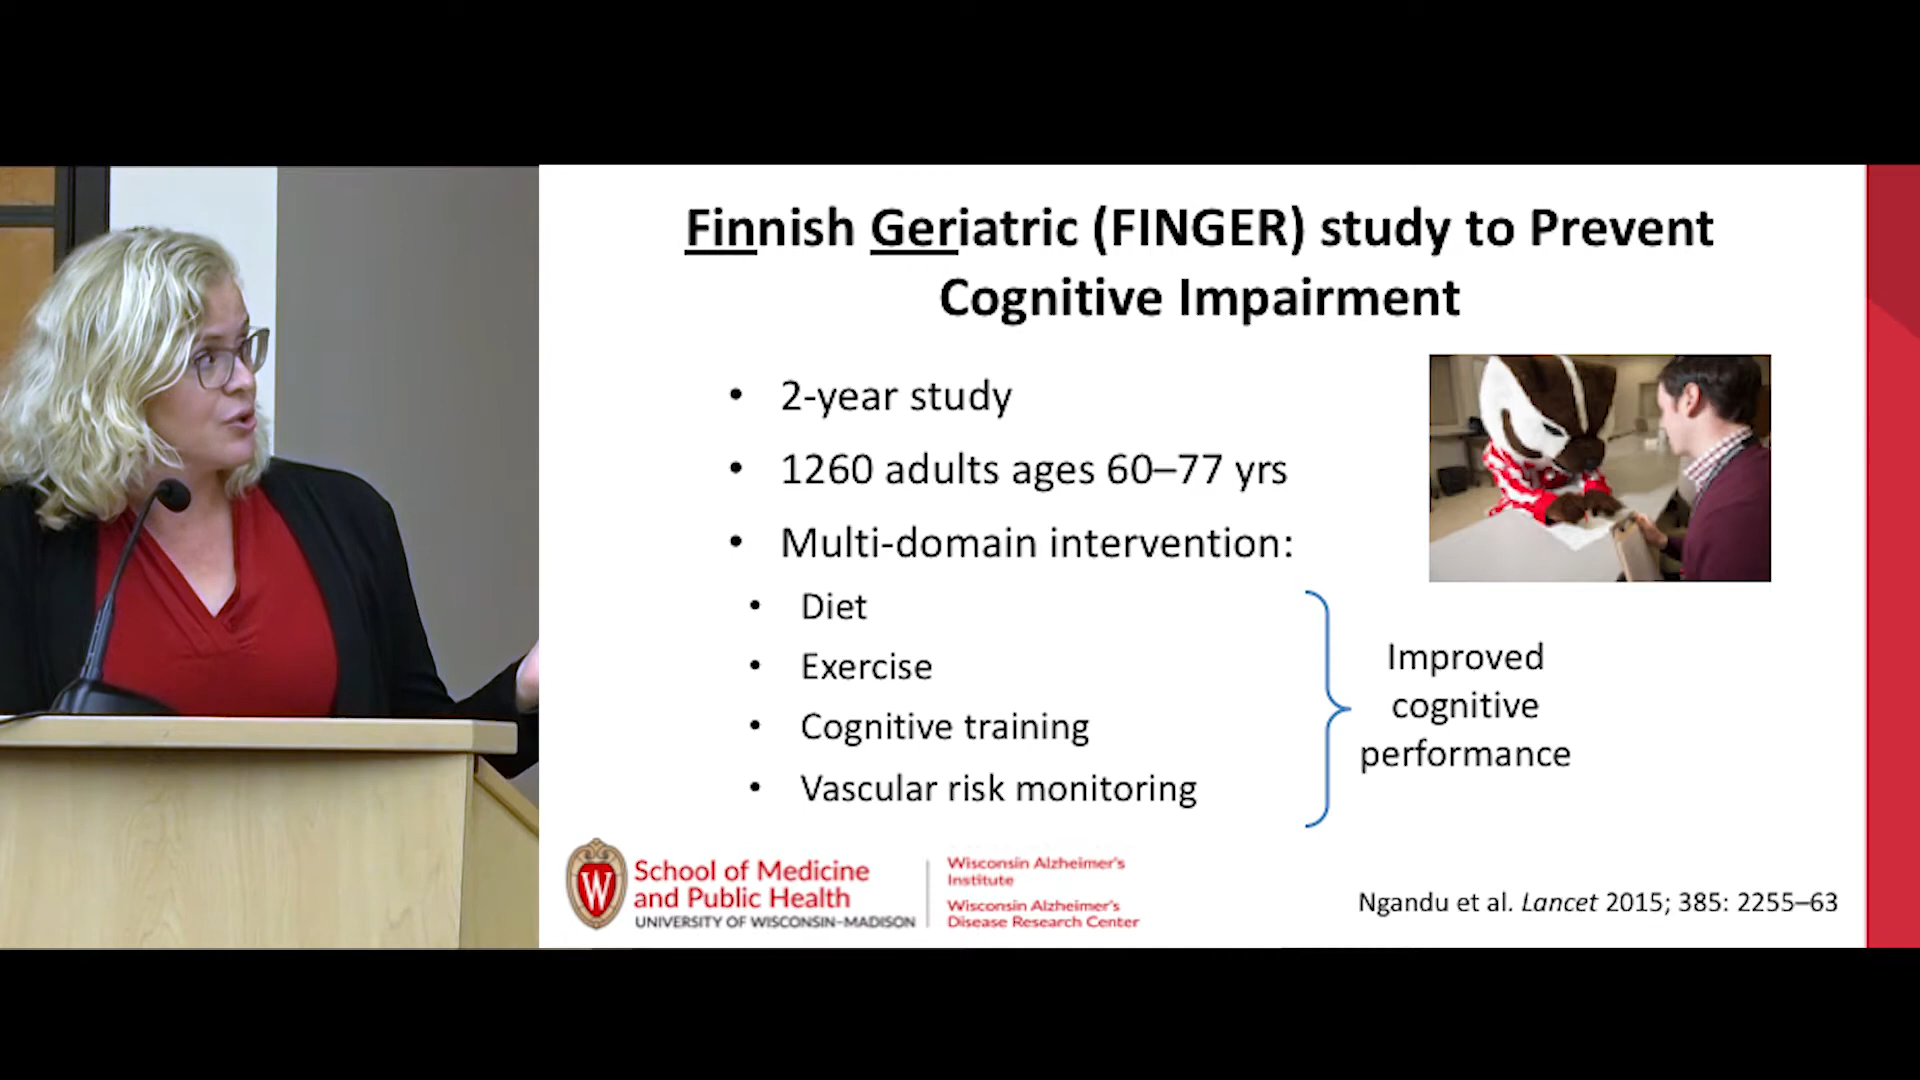 Finnish Geriatric (FINGER) study to Prevent
Cognitive Impairment
• 2-year study
• 1260 adults ages 60–77 yrs
• Multi-domain intervention:
• Diet
• Exercise
• Cognitive training
• Vascular risk monitoring
Improved
cognitive
performance
W
School of Medicine
and Public Health
UNIVERSITY OF WISCONSIN–MADISON
Wisconsin Alzheimer's
Institute
Wisconsin Alzheimer's
Disease Research Center
Ngandu et al. Lancet 2015; 385: 2255–63